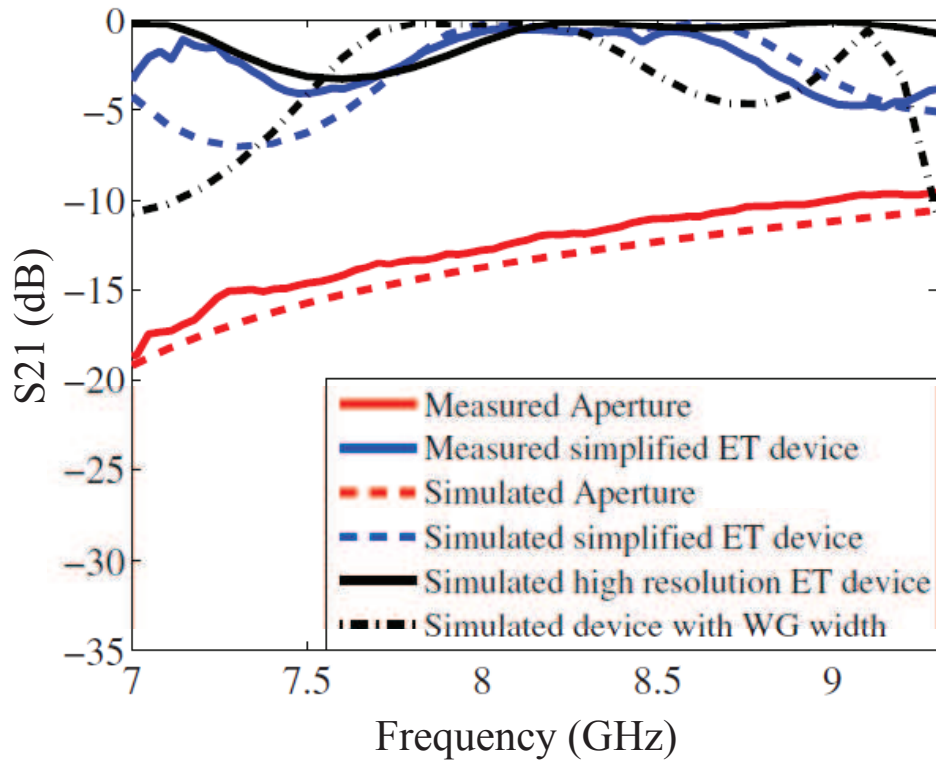 S21 (dB)
0
−5
−10
−15
−20
−25
−30
−35
Measured Aperture
Measured simplified ET device
Simulated Aperture
Simulated simplified ET device
Simulated high resolution ET device
Simulated device with WG width
7
7.5
8
8.5
9
Frequency (GHz)